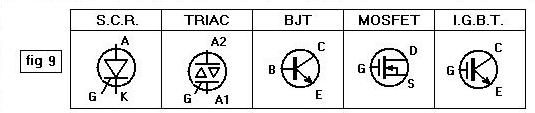 S.C.R. TRIAC BJT MOSFET I.G.B.T.
fig 9
A A2 C D C
B G S G
G K G A1 E E